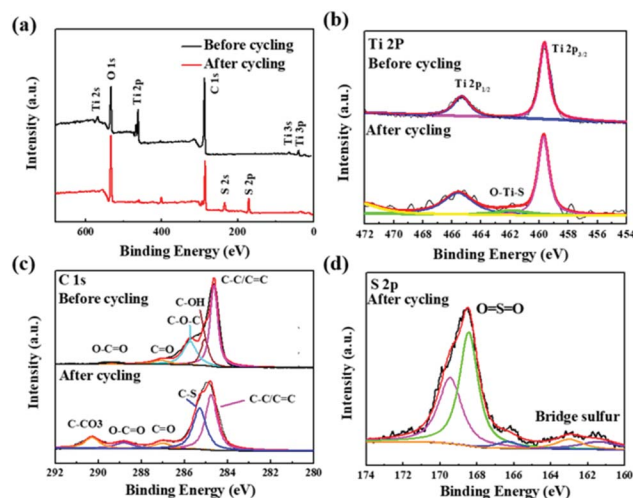 (a)
Before cycling
After cycling
Ti 2s
O 1s
Ti 2p
C 1s
Ti 3s
Ti 3p
S 2s
S 2p
Intensity (a.u.)
600 400 200 0
Binding Energy (eV)
(b)
Ti 2P
Before cycling
Ti 2p1/2
Ti 2p3/2
After cycling
O-Ti-S
Intensity (a.u.)
472 470 468 466 464 462 460 458 456 454
Binding Energy (eV)
(c)
C 1s
Before cycling
C-C/C=C
C-OH
C-O-C
C=O
O-C=O
After cycling
C-S
C-C/C=C
C-CO3
O-C=O
C=O
Intensity (a.u.)
292 290 288 286 284 282 280
Binding Energy (eV)
(d)
S 2p
After cycling
O=S=O
Bridge sulfur
Intensity (a.u.)
174 172 170 168 166 164 162 160
Binding Energy (eV)